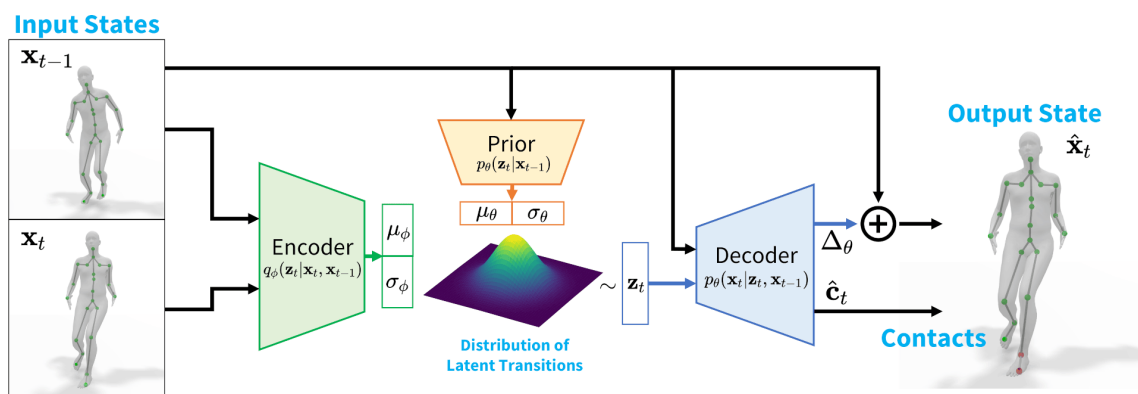 Input States
x_{t−1}
x_t
Encoder
q_ϕ(z_t|x_t, x_{t−1})
μ_ϕ
σ_ϕ
Prior
p_θ(z_t|x_{t−1})
μ_θ
σ_θ
Distribution of
Latent Transitions
∼
z_t
Decoder
p_θ(x_t|z_t, x_{t−1})
Δ_θ
+
ĉ_t
Contacts
Output State
x̂_t